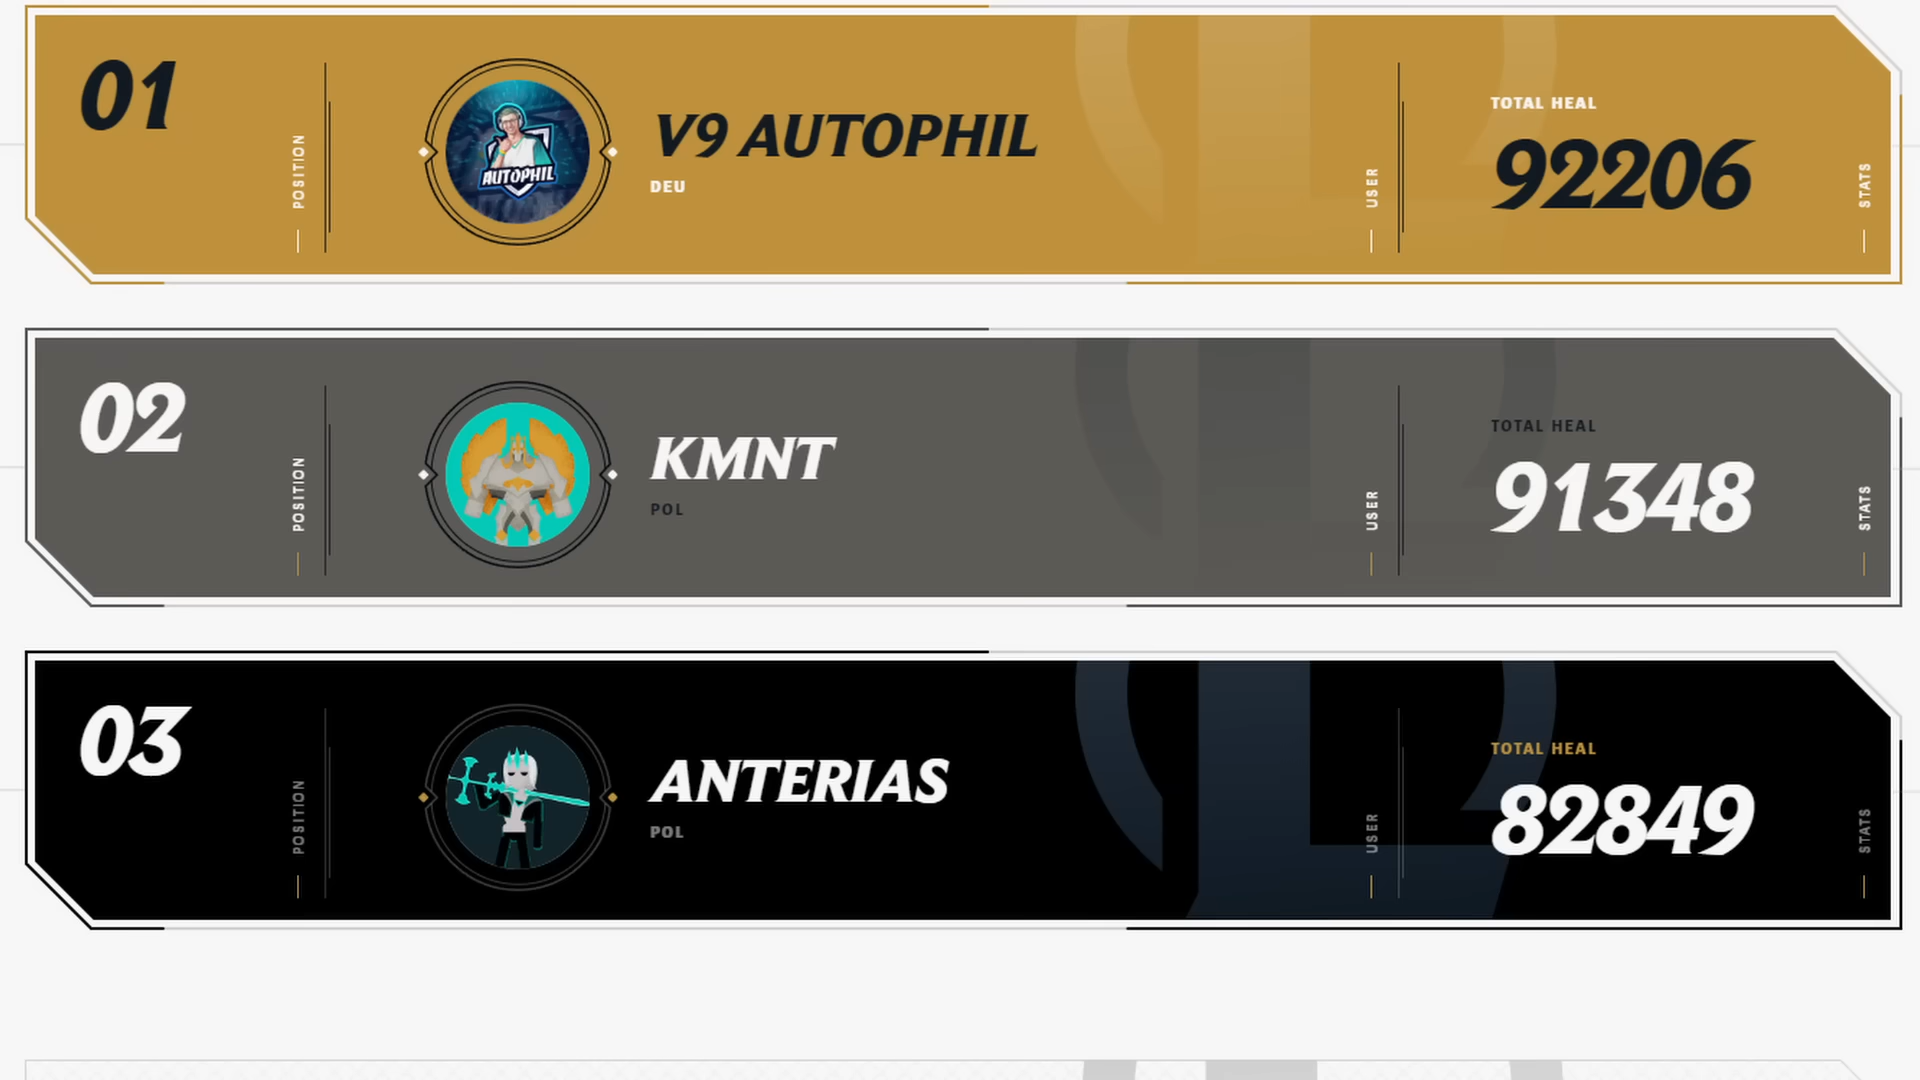 01
POSITION
AUTOPHIL
V9 AUTOPHIL
DEU
USER
TOTAL HEAL
92206
STATS
02
POSITION
KMNT
POL
USER
TOTAL HEAL
91348
STATS
03
POSITION
ANTERIAS
POL
USER
TOTAL HEAL
82849
STATS